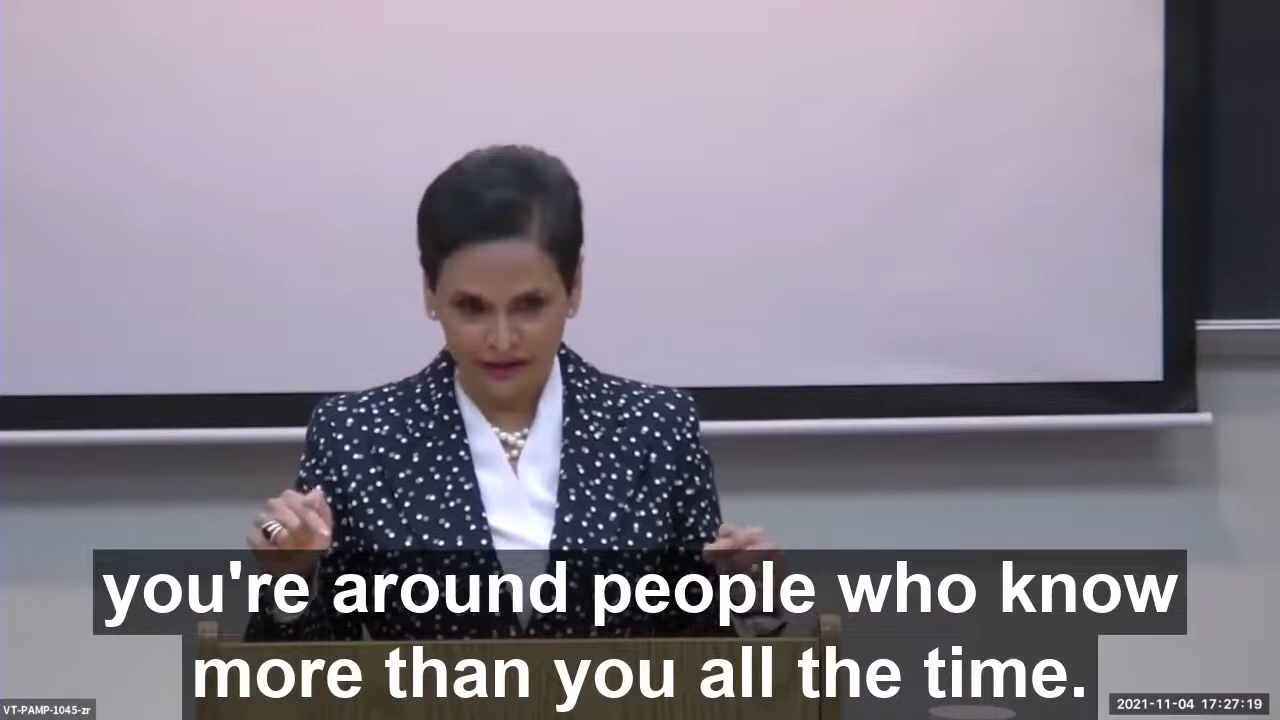 you're around people who know
more than you all the time.
VT-PAMP-1045-zr
2021-11-04 17:27:19